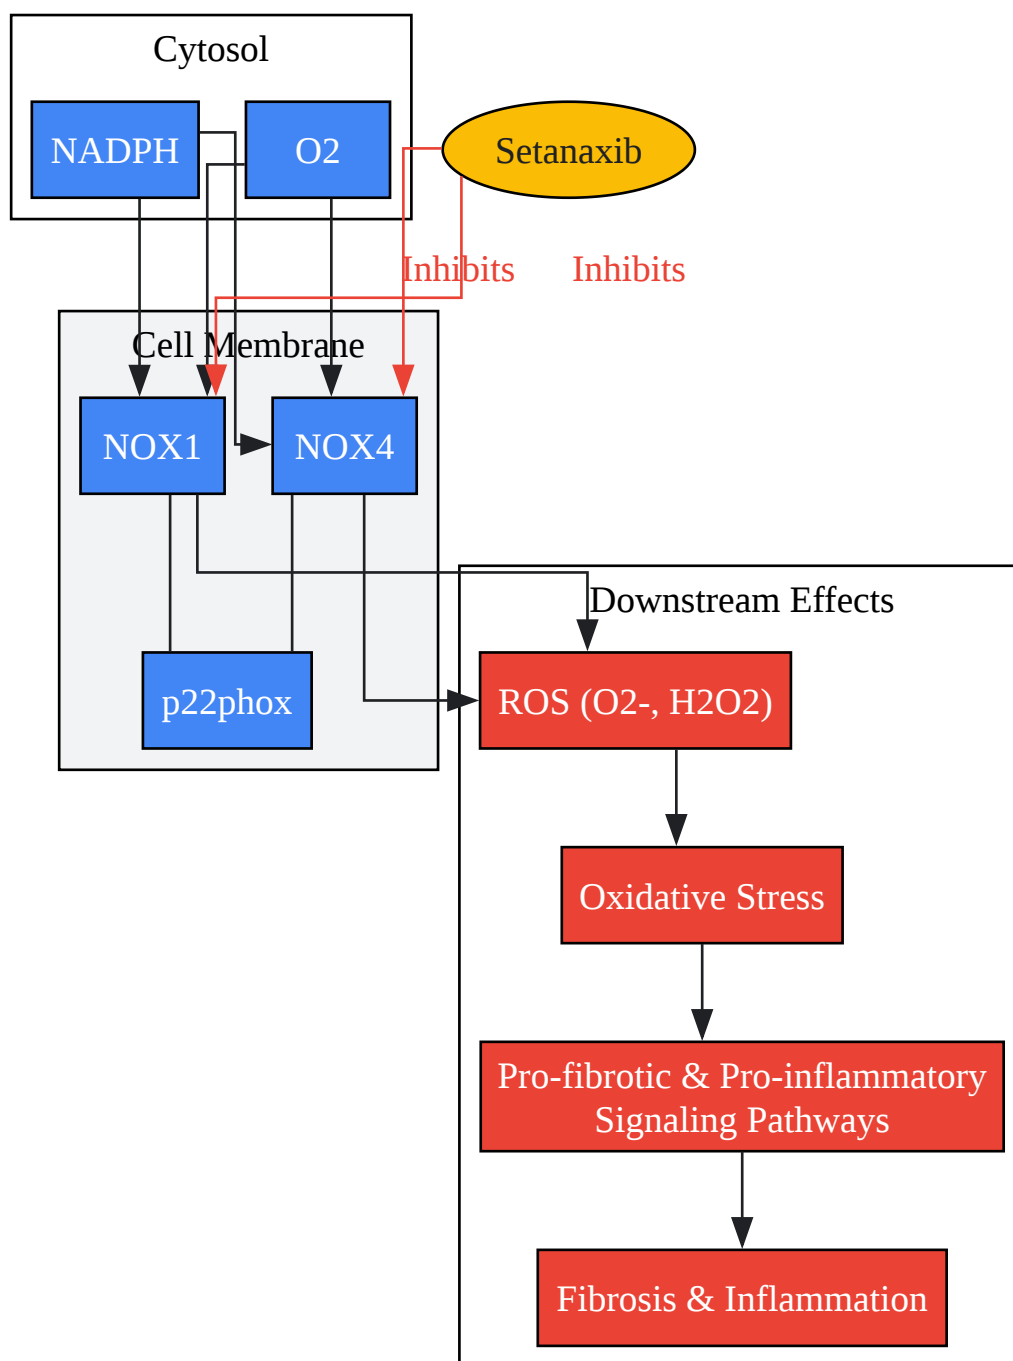 Cytosol
NADPH
O2
Setanaxib
Inhibits
Inhibits
Cell Membrane
NOX1
NOX4
Downstream Effects
p22phox
ROS (O2-, H2O2)
Oxidative Stress
Pro-fibrotic & Pro-inflammatory
Signaling Pathways
Fibrosis & Inflammation